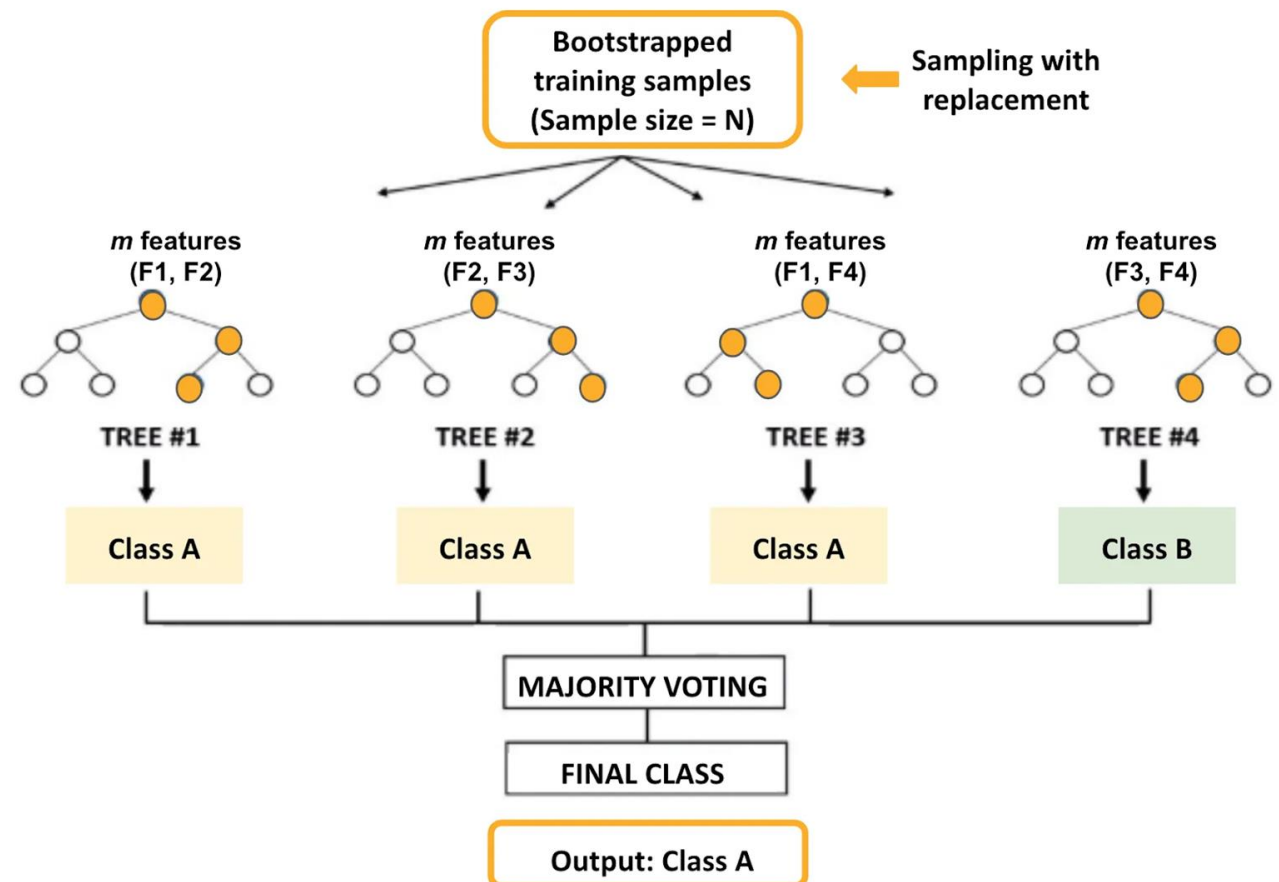 Bootstrapped
training samples
(Sample size = N)
Sampling with
replacement
m features
(F1, F2)
m features
(F2, F3)
m features
(F1, F4)
m features
(F3, F4)
TREE #1
TREE #2
TREE #3
TREE #4
Class A
Class A
Class A
Class B
MAJORITY VOTING
FINAL CLASS
Output: Class A